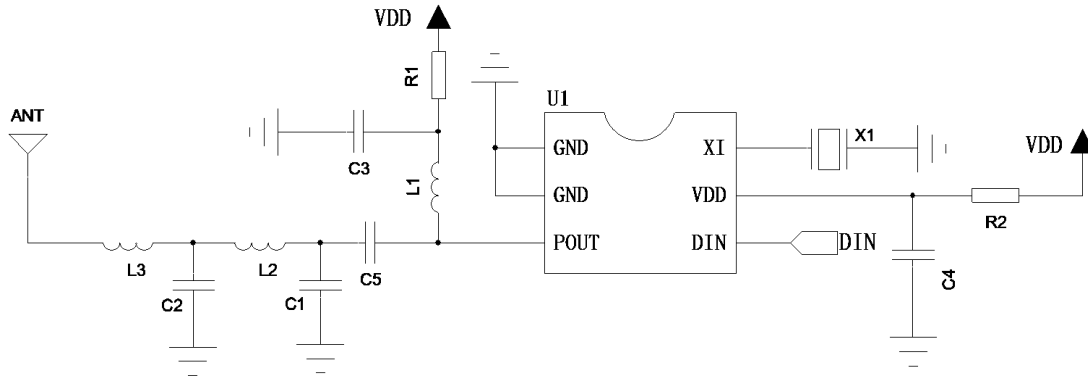 VDD
R1
U1
ANT
C3
L1
GND
XI
X1
VDD
GND
VDD
R2
POUT
DIN
DIN
L3
L2
C5
C2
C1
C4